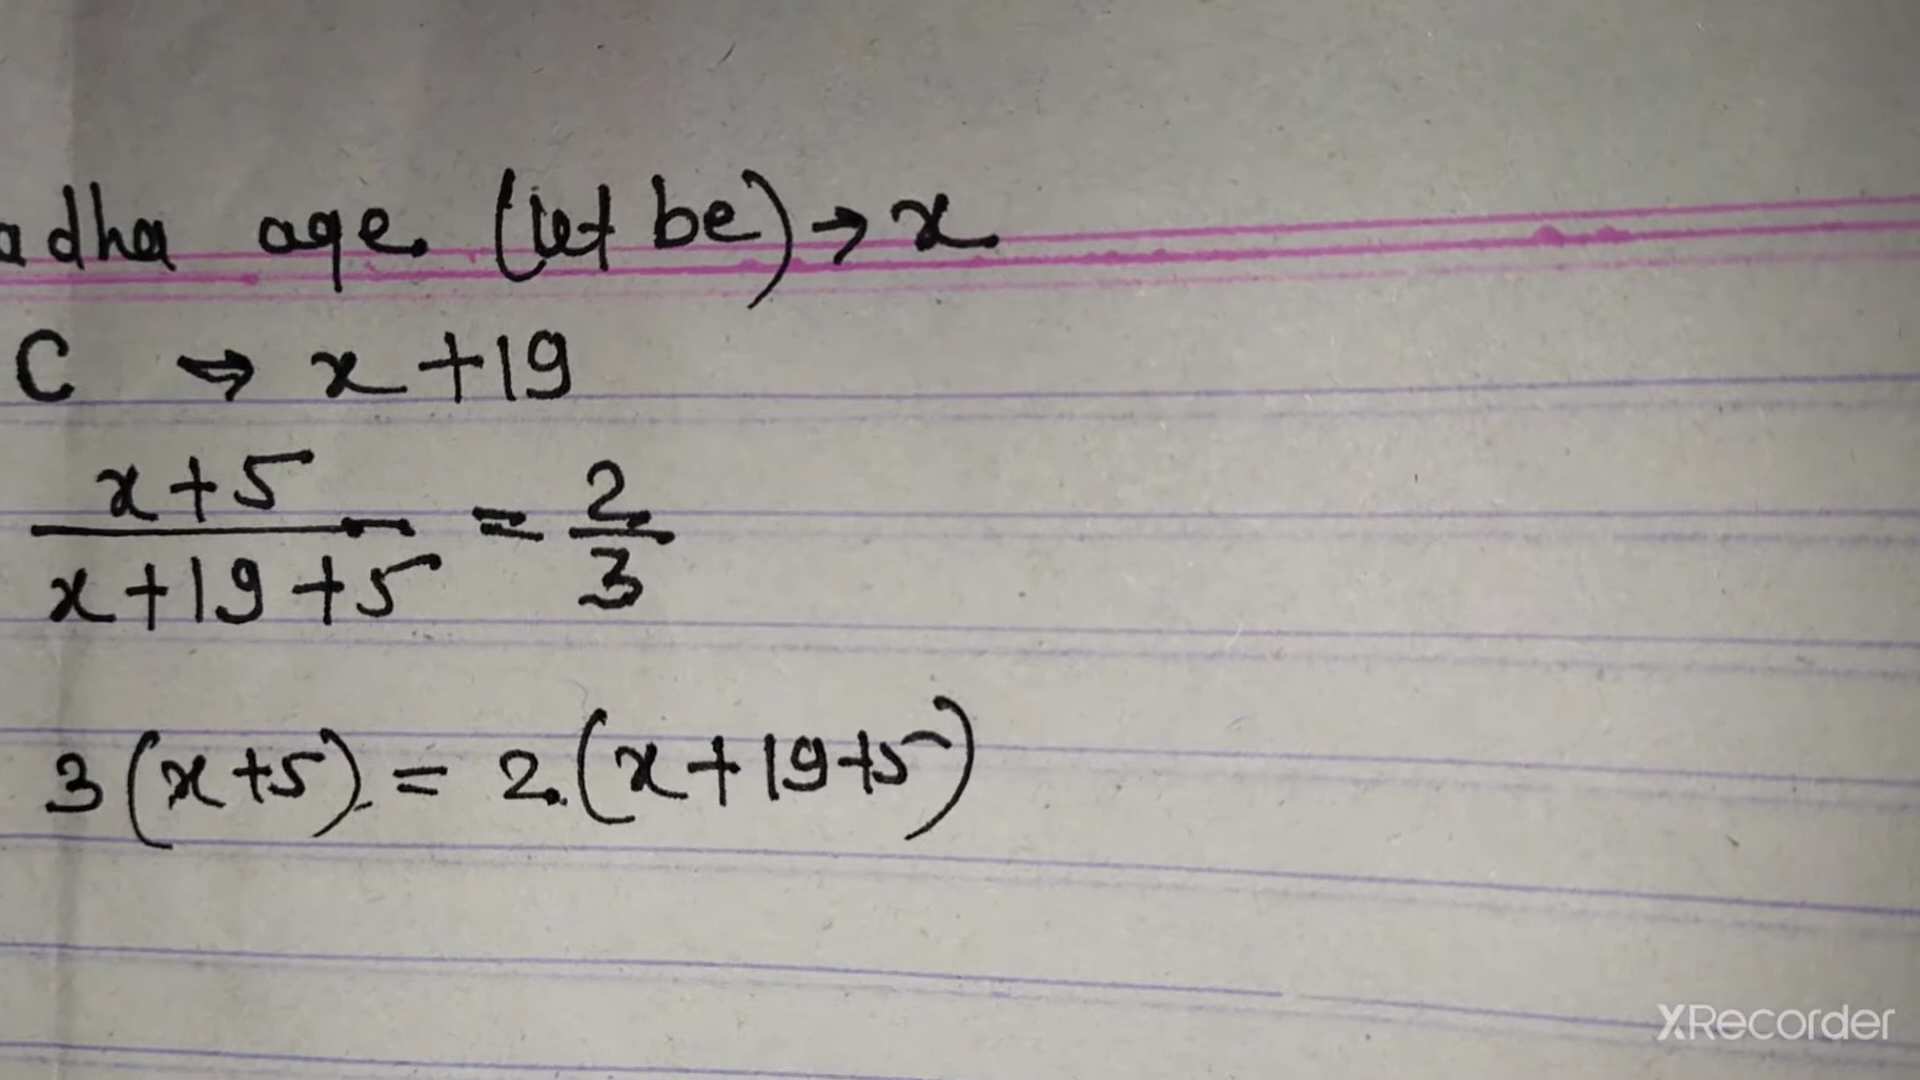 adha age. (let be) → x
C ⇒ x + 19
x+5 / x+19+5 = 2/3
3(x+5) = 2.(x+19+5)
XRecorder